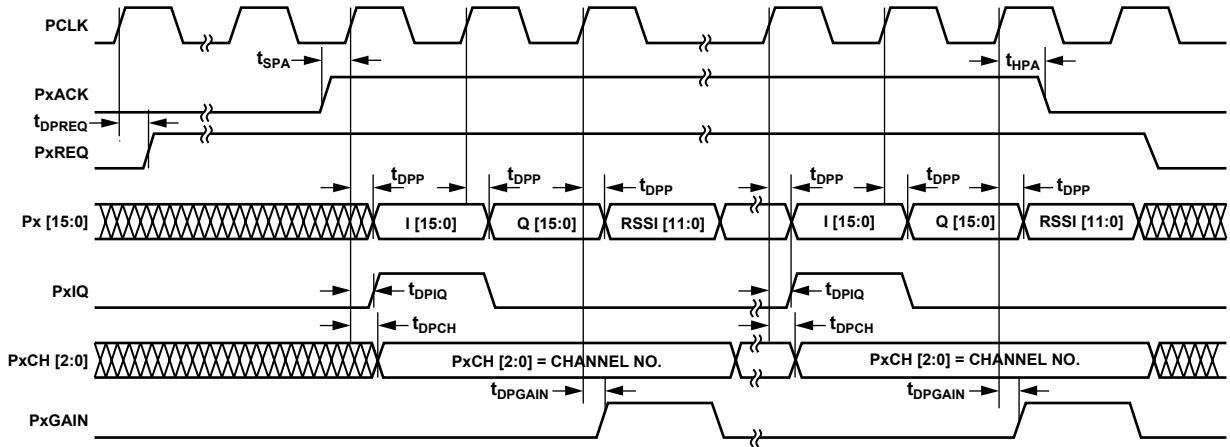 PCLK
tSPA
tHPA
PxACK
tDPREQ
PxREQ
tDPP tDPP tDPP tDPP tDPP tDPP
Px [15:0] I [15:0] Q [15:0] RSSI [11:0] I [15:0] Q [15:0] RSSI [11:0]
PxIQ tDPIQ tDPIQ
tDPCH tDPCH
PxCH [2:0] PxCH [2:0] = CHANNEL NO. PxCH [2:0] = CHANNEL NO.
tDPGAIN tDPGAIN
PxGAIN